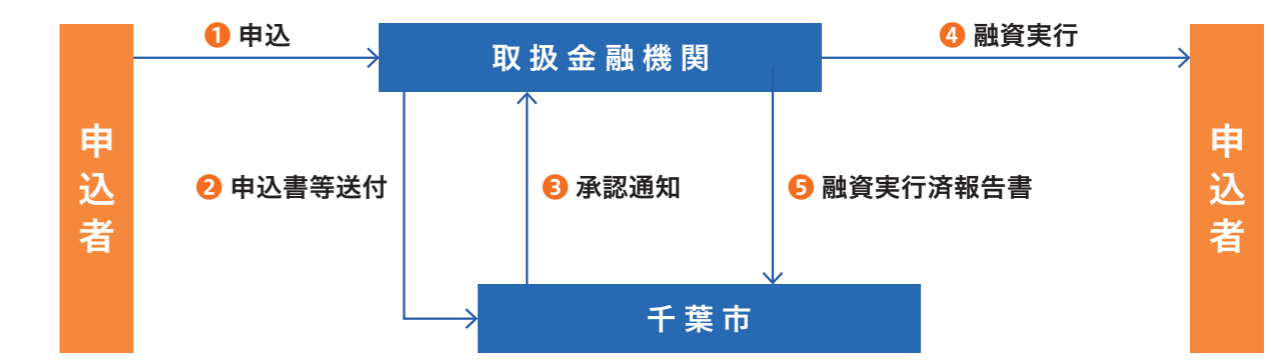 ❶ 申込
取扱金融機関
❹ 融資実行
申込者
❷ 申込書等送付
❸ 承認通知
❺ 融資実行済報告書
申込者
千葉市